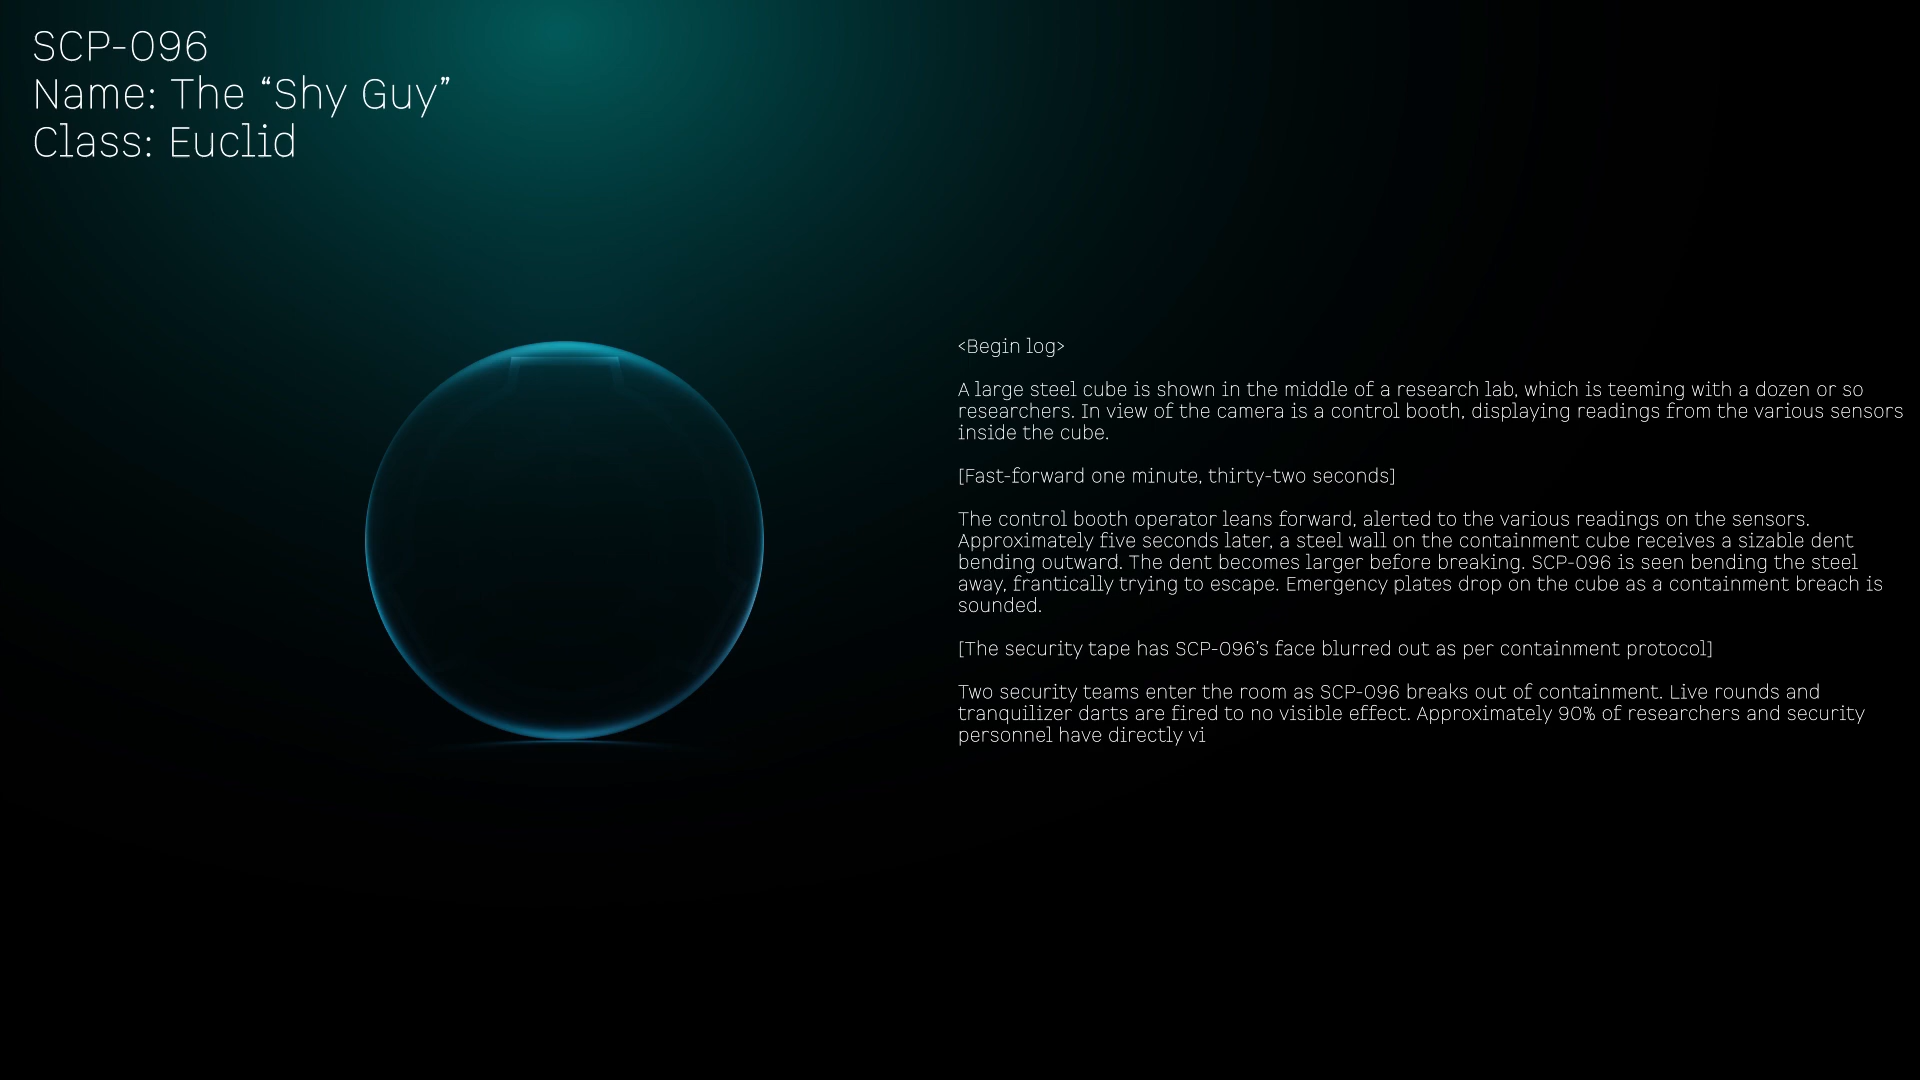 SCP-096
Name: The “Shy Guy”
Class: Euclid
<Begin log>
A large steel cube is shown in the middle of a research lab, which is teeming with a dozen or so
researchers. In view of the camera is a control booth, displaying readings from the various sensors
inside the cube.
[Fast-forward one minute, thirty-two seconds]
The control booth operator leans forward, alerted to the various readings on the sensors.
Approximately five seconds later, a steel wall on the containment cube receives a sizable dent
bending outward. The dent becomes larger before breaking. SCP-096 is seen bending the steel
away, frantically trying to escape. Emergency plates drop on the cube as a containment breach is
sounded.
[The security tape has SCP-096’s face blurred out as per containment protocol]
Two security teams enter the room as SCP-096 breaks out of containment. Live rounds and
tranquilizer darts are fired to no visible effect. Approximately 90% of researchers and security
personnel have directly vi